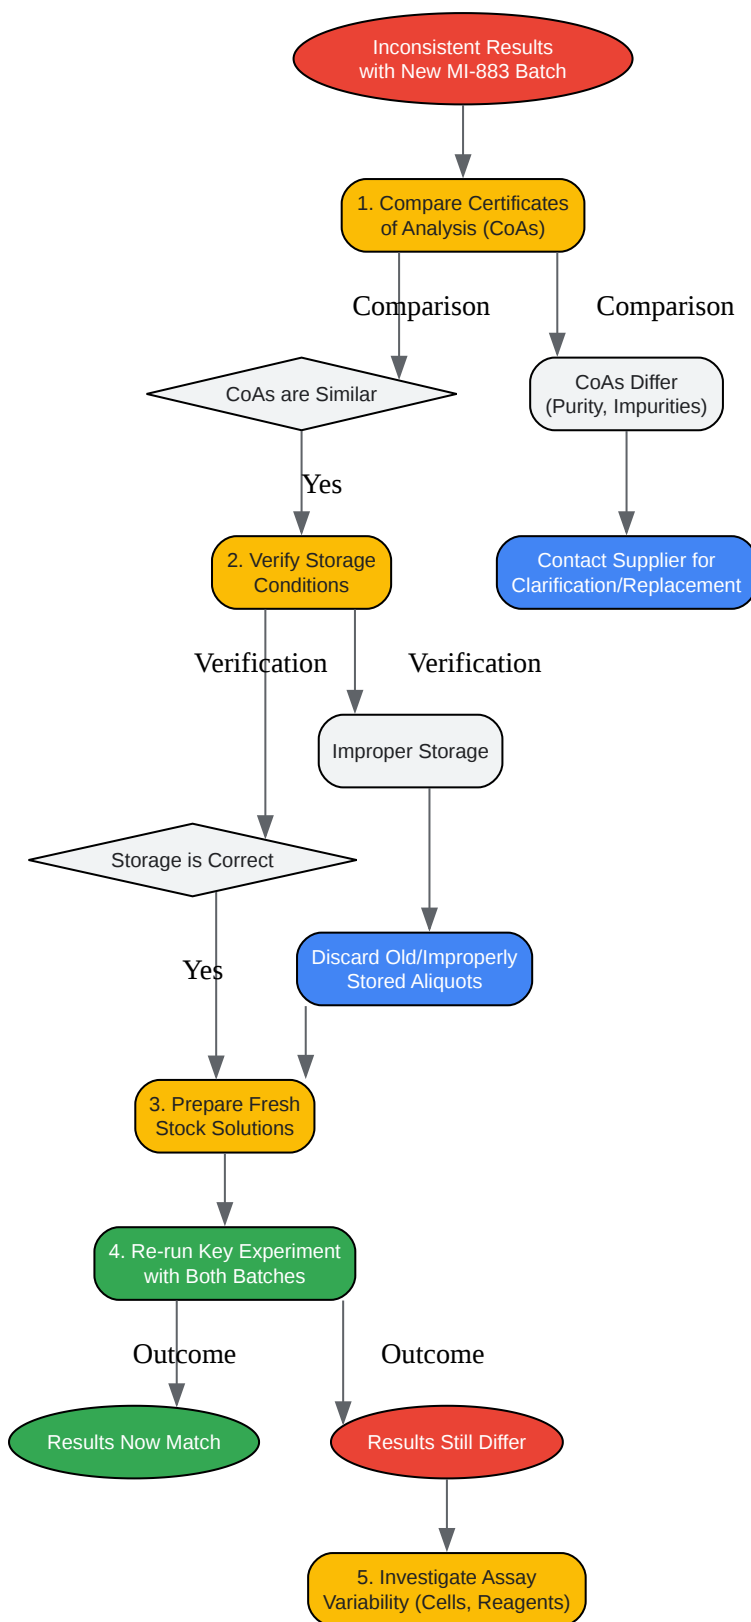 Inconsistent Results
with New MI-883 Batch
1. Compare Certificates
of Analysis (CoAs)
Comparison
Comparison
CoAs are Similar
CoAs Differ
(Purity, Impurities)
Yes
2. Verify Storage
Conditions
Contact Supplier for
Clarification/Replacement
Verification
Verification
Improper Storage
Storage is Correct
Discard Old/Improperly
Stored Aliquots
Yes
3. Prepare Fresh
Stock Solutions
4. Re-run Key Experiment
with Both Batches
Outcome
Outcome
Results Now Match
Results Still Differ
5. Investigate Assay
Variability (Cells, Reagents)